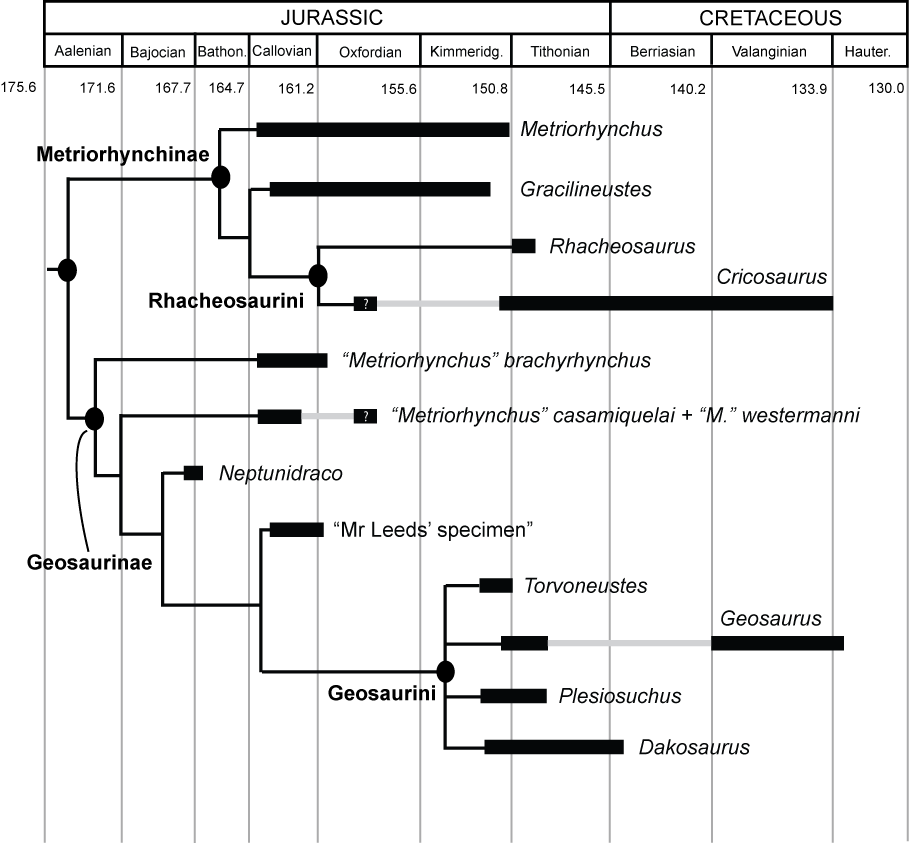 JURASSIC CRETACEOUS
Aalenian Bajocian Bathon. Callovian Oxfordian Kimmeridg. Tithonian Berriasian Valanginian Hauter.
175.6 171.6 167.7 164.7 161.2 155.6 150.8 145.5 140.2 133.9 130.0
Metriorhynchus
Metriorhynchinae
Gracilineustes
Rhacheosaurus
Cricosaurus
Rhacheosaurini
?
“Metriorhynchus” brachyrhynchus
? “Metriorhynchus” casamiquelai + “M.” westermanni
Neptunidraco
“Mr Leeds’ specimen”
Geosaurinae
Torvoneustes
Geosaurus
Geosaurini
Plesiosuchus
Dakosaurus